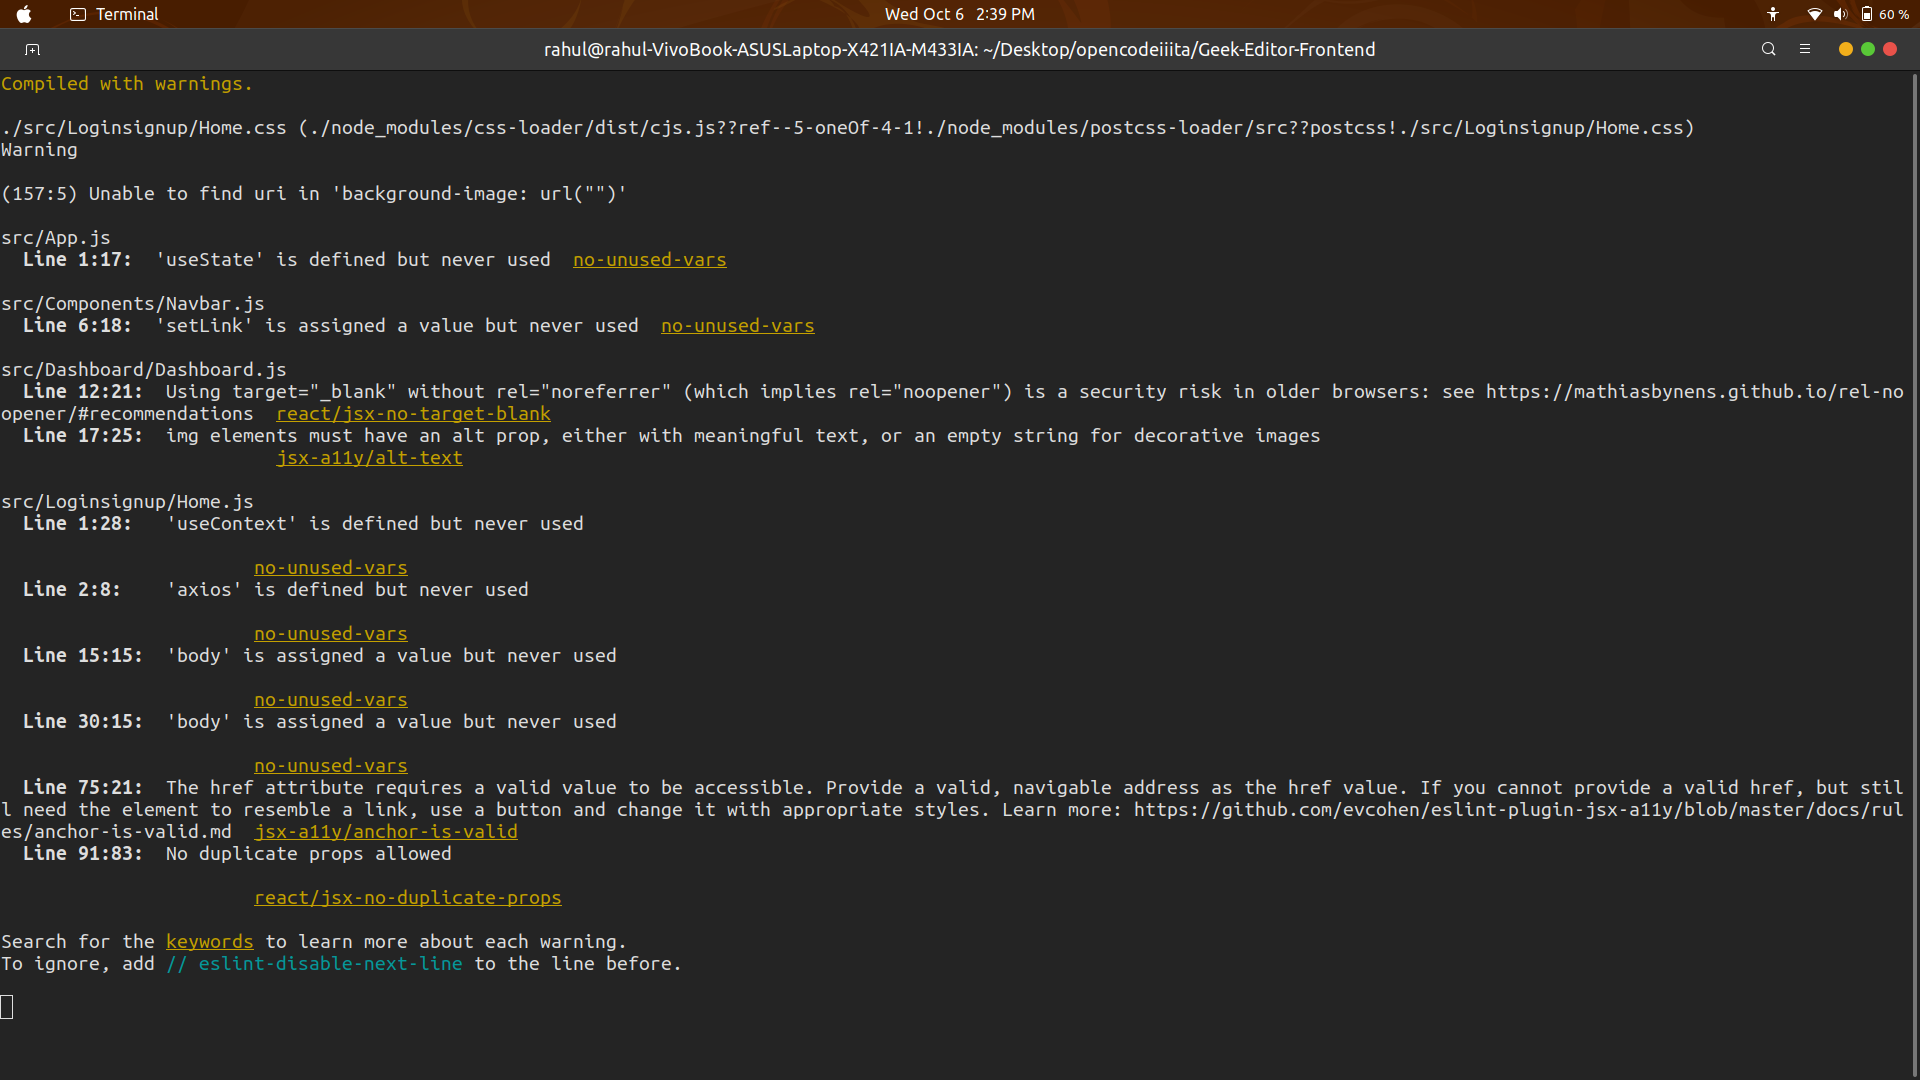 Terminal
Wed Oct 6 2:39 PM
60 %
rahul@rahul-VivoBook-ASUSLaptop-X421IA-M433IA: ~/Desktop/opencodeiiita/Geek-Editor-Frontend
Compiled with warnings.
./src/Loginsignup/Home.css (./node_modules/css-loader/dist/cjs.js??ref--5-oneOf-4-1!./node_modules/postcss-loader/src??postcss!./src/Loginsignup/Home.css)
Warning
(157:5) Unable to find uri in 'background-image: url("")'
src/App.js
Line 1:17: 'useState' is defined but never used no-unused-vars
src/Components/Navbar.js
Line 6:18: 'setLink' is assigned a value but never used no-unused-vars
src/Dashboard/Dashboard.js
Line 12:21: Using target="_blank" without rel="noreferrer" (which implies rel="noopener") is a security risk in older browsers: see https://mathiasbynens.github.io/rel-no
opener/#recommendations react/jsx-no-target-blank
Line 17:25: img elements must have an alt prop, either with meaningful text, or an empty string for decorative images
jsx-a11y/alt-text
src/Loginsignup/Home.js
Line 1:28: 'useContext' is defined but never used
no-unused-vars
Line 2:8: 'axios' is defined but never used
no-unused-vars
Line 15:15: 'body' is assigned a value but never used
no-unused-vars
Line 30:15: 'body' is assigned a value but never used
no-unused-vars
Line 75:21: The href attribute requires a valid value to be accessible. Provide a valid, navigable address as the href value. If you cannot provide a valid href, but stil
l need the element to resemble a link, use a button and change it with appropriate styles. Learn more: https://github.com/evcohen/eslint-plugin-jsx-a11y/blob/master/docs/rul
es/anchor-is-valid.md jsx-a11y/anchor-is-valid
Line 91:83: No duplicate props allowed
react/jsx-no-duplicate-props
Search for the keywords to learn more about each warning.
To ignore, add // eslint-disable-next-line to the line before.